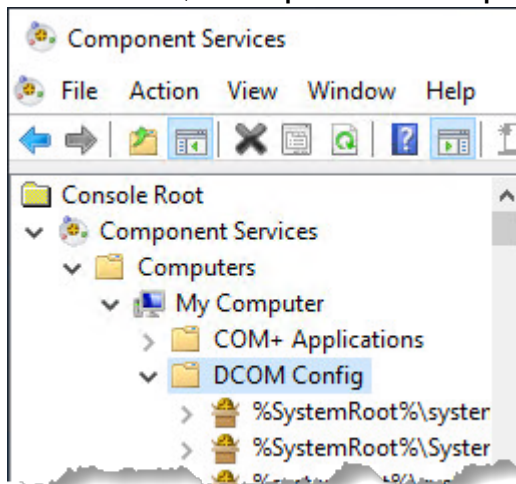 Component Services
File Action View Window Help
Console Root
Component Services
Computers
My Computer
COM+ Applications
DCOM Config
%SystemRoot%\syster
%SystemRoot%\System